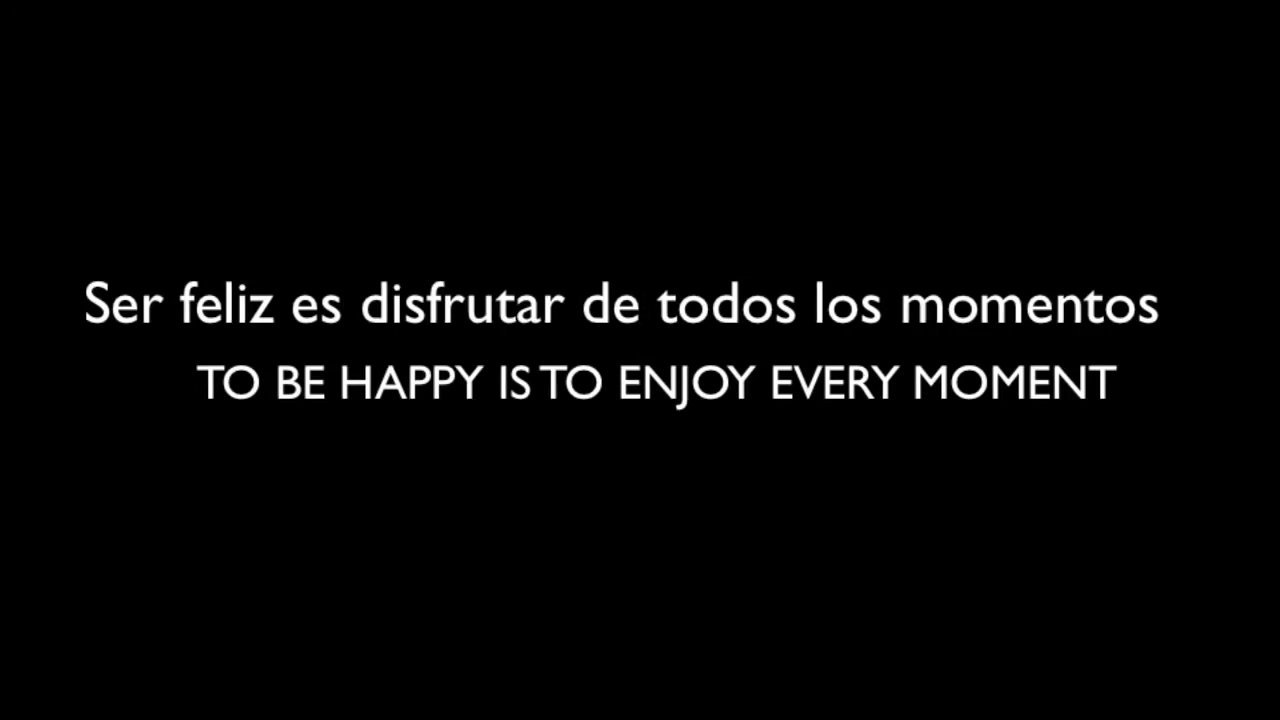 Ser feliz es disfrutar de todos los momentos
TO BE HAPPY IS TO ENJOY EVERY MOMENT